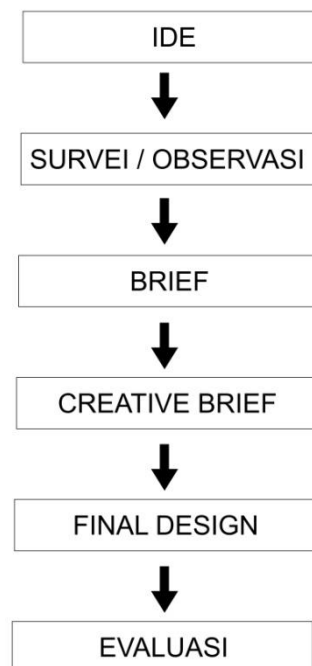 IDE
SURVEI / OBSERVASI
BRIEF
CREATIVE BRIEF
FINAL DESIGN
EVALUASI